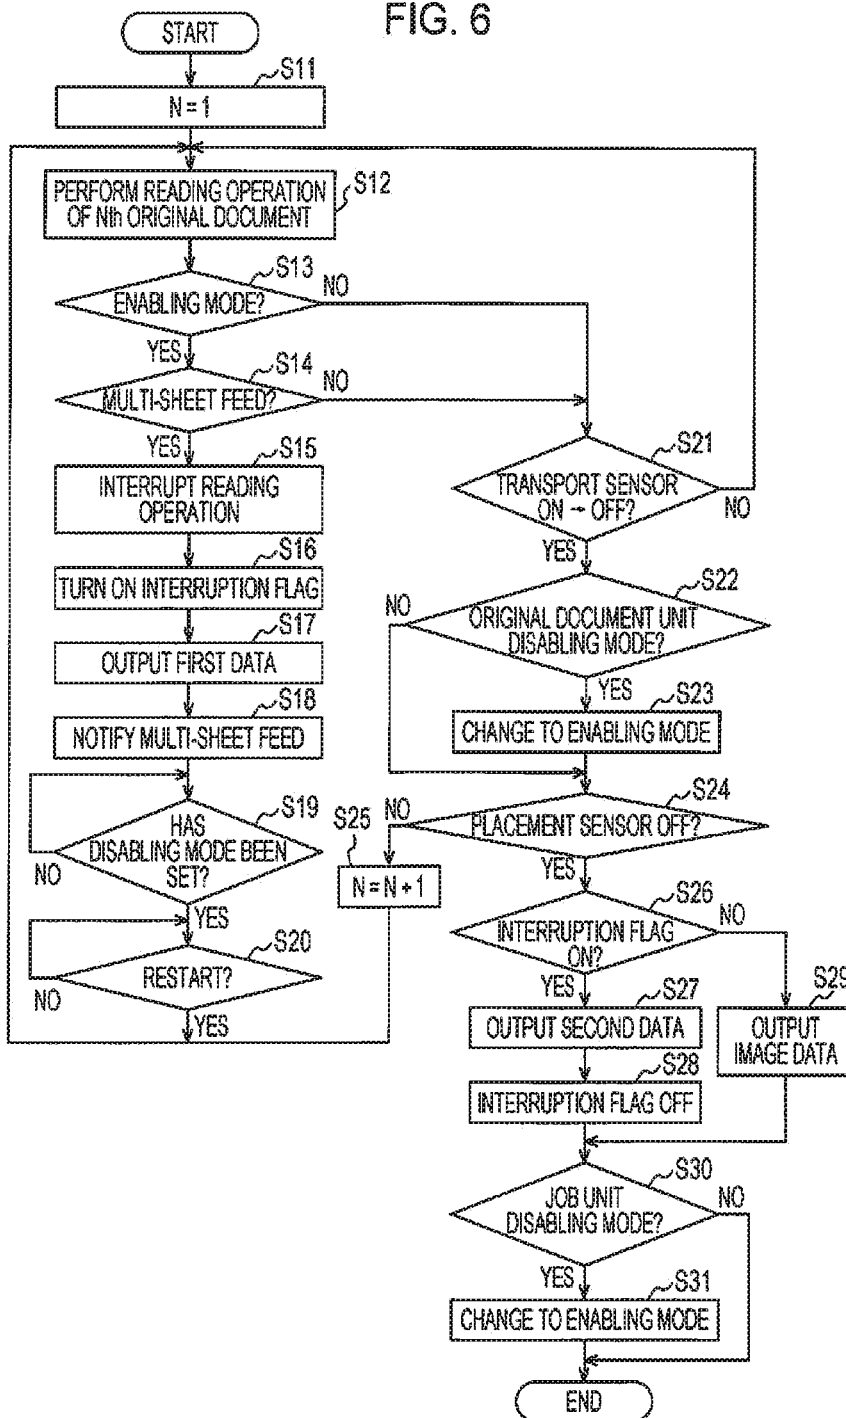 FIG. 6
START
S11
N = 1
S12
PERFORM READING OPERATION
OF Nth ORIGINAL DOCUMENT
S13
ENABLING MODE?
NO
YES
S14
MULTI-SHEET FEED?
NO
YES
S15
INTERRUPT READING
OPERATION
S16
TURN ON INTERRUPTION FLAG
S17
OUTPUT FIRST DATA
S18
NOTIFY MULTI-SHEET FEED
S19
HAS
DISABLING MODE BEEN
SET?
NO
YES
S20
RESTART?
NO
YES
S21
TRANSPORT SENSOR
ON → OFF?
NO
YES
S22
ORIGINAL DOCUMENT UNIT
DISABLING MODE?
NO
YES
S23
CHANGE TO ENABLING MODE
S24
PLACEMENT SENSOR OFF?
NO
YES
S25
N = N + 1
S26
INTERRUPTION FLAG
ON?
NO
YES
S27
OUTPUT SECOND DATA
S28
INTERRUPTION FLAG OFF
S29
OUTPUT
IMAGE DATA
S30
JOB UNIT
DISABLING MODE?
NO
YES
S31
CHANGE TO ENABLING MODE
END